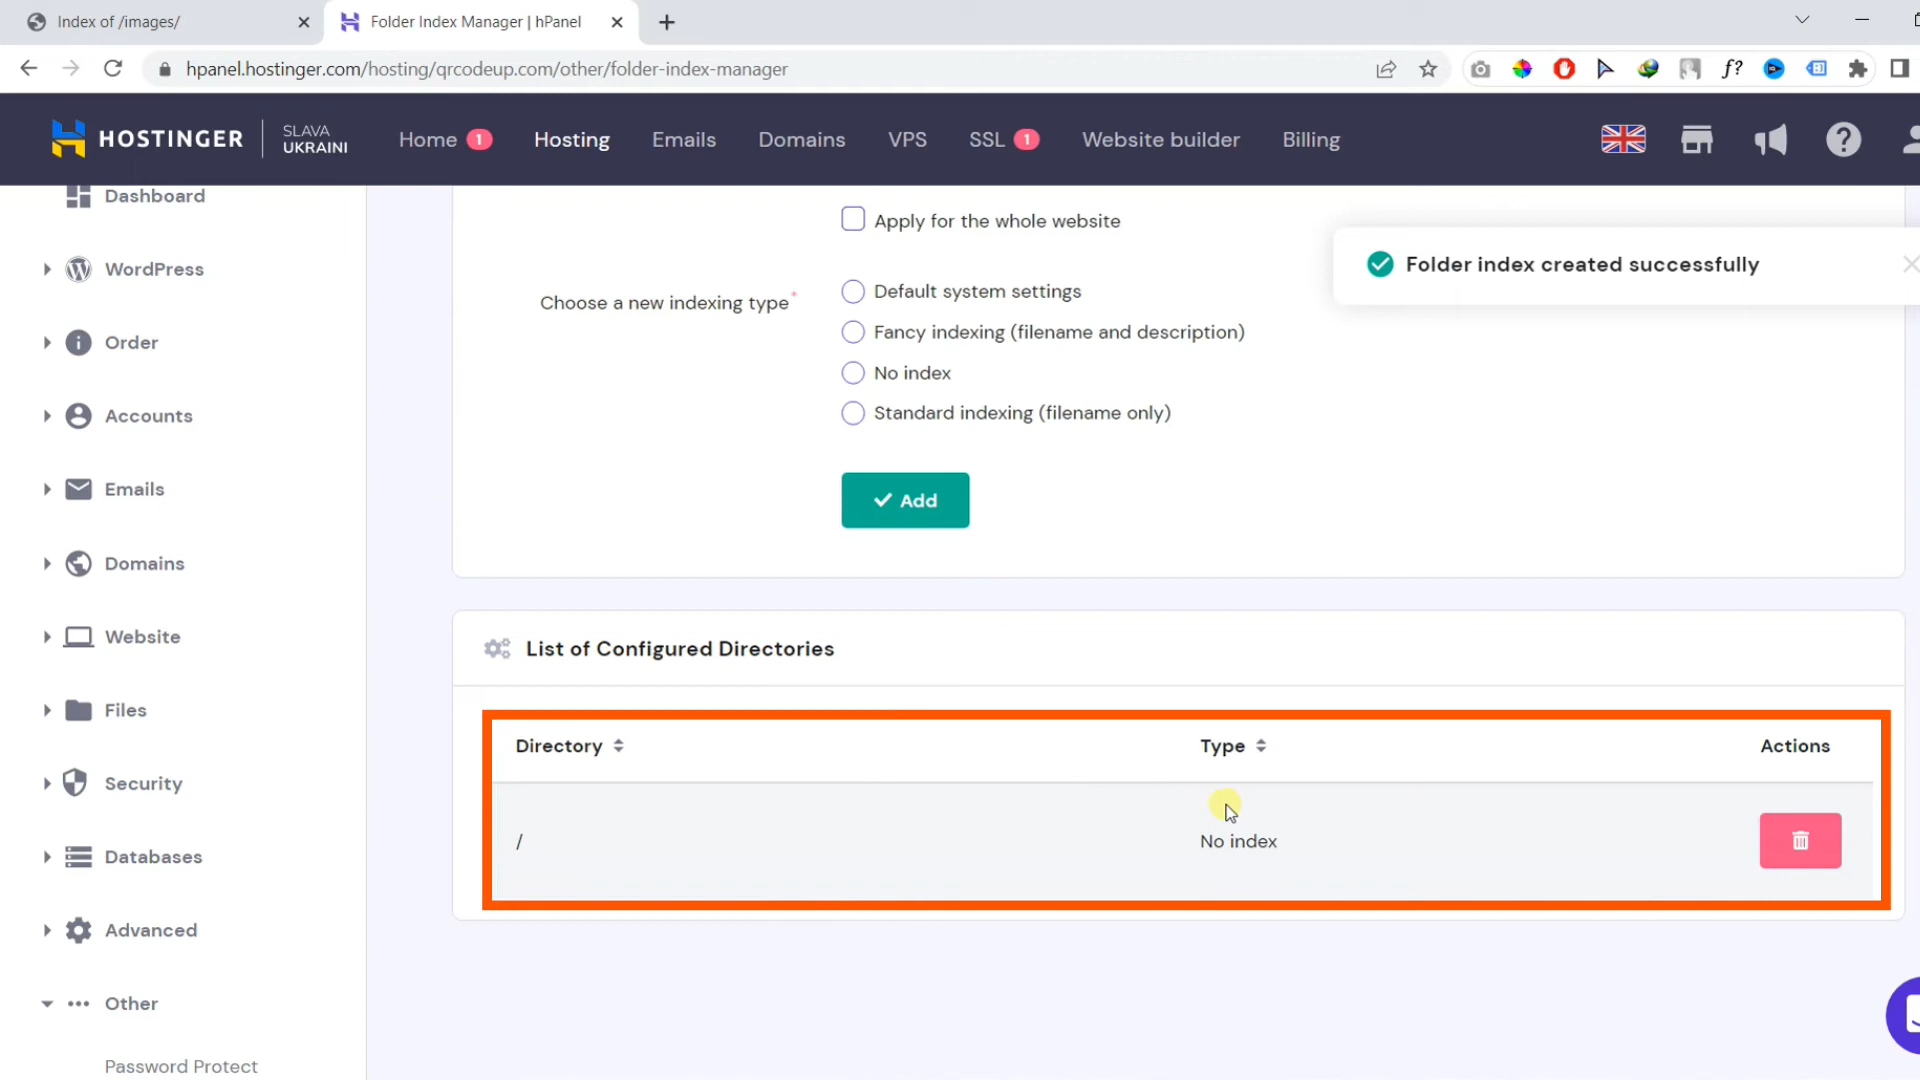 Index of /images/
Folder Index Manager | hPanel
hpanel.hostinger.com/hosting/qrcodeup.com/other/folder-index-manager
f?
HOSTINGER
SLAVA
UKRAINI
Home 1
Hosting
Emails
Domains
VPS
SSL 1
Website builder
Billing
Dashboard
WordPress
Order
Accounts
Emails
Domains
Website
Files
Security
Databases
Advanced
Other
Password Protect
Apply for the whole website
Folder index created successfully
Choose a new indexing type*
Default system settings
Fancy indexing (filename and description)
No index
Standard indexing (filename only)
Add
List of Configured Directories
Directory Type Actions
/ No index